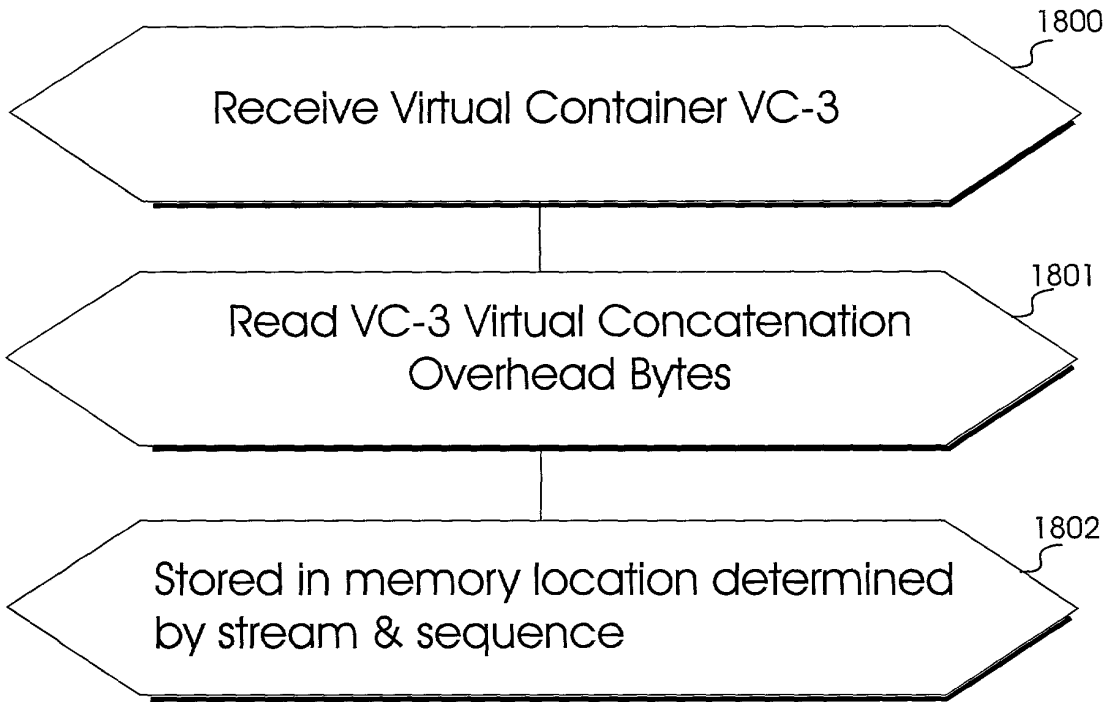 1800
Receive Virtual Container VC-3
1801
Read VC-3 Virtual Concatenation
Overhead Bytes
1802
Stored in memory location determined
by stream & sequence